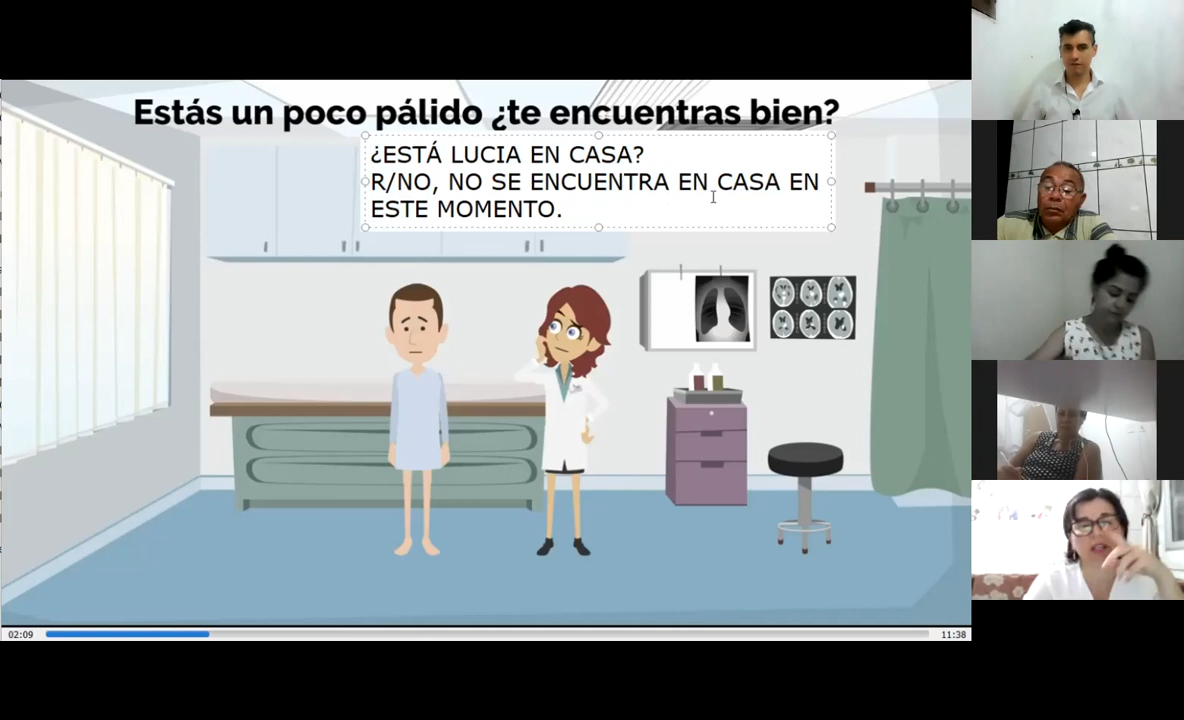 Estás un poco pálido ¿te encuentras bien?
¿ESTÁ LUCIA EN CASA?
R/NO, NO SE ENCUENTRA EN CASA EN
ESTE MOMENTO.
02:09
11:38